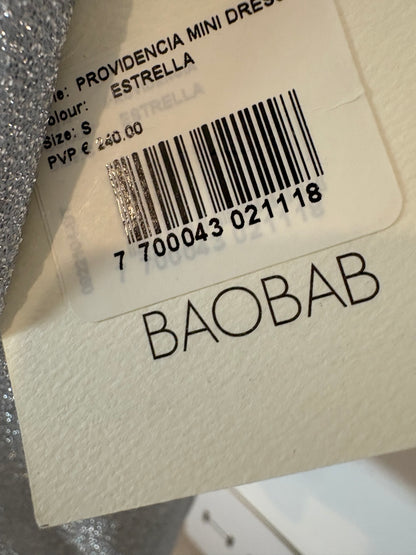 PROVIDENCIA MINI DRESS
olour: ESTRELLA
Size: S
PVP € 240.00
7 700043 021118
BAOBAB